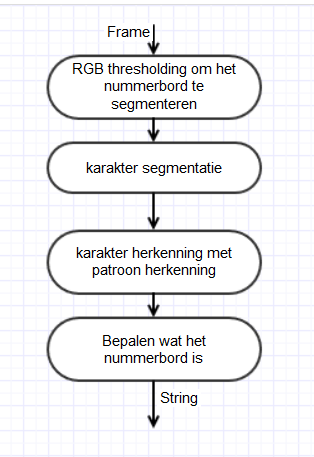 Frame
RGB thresholding om het
nummerbord te
segmenteren
karakter segmentatie
karakter herkenning met
patroon herkenning
Bepalen wat het
nummerbord is
String